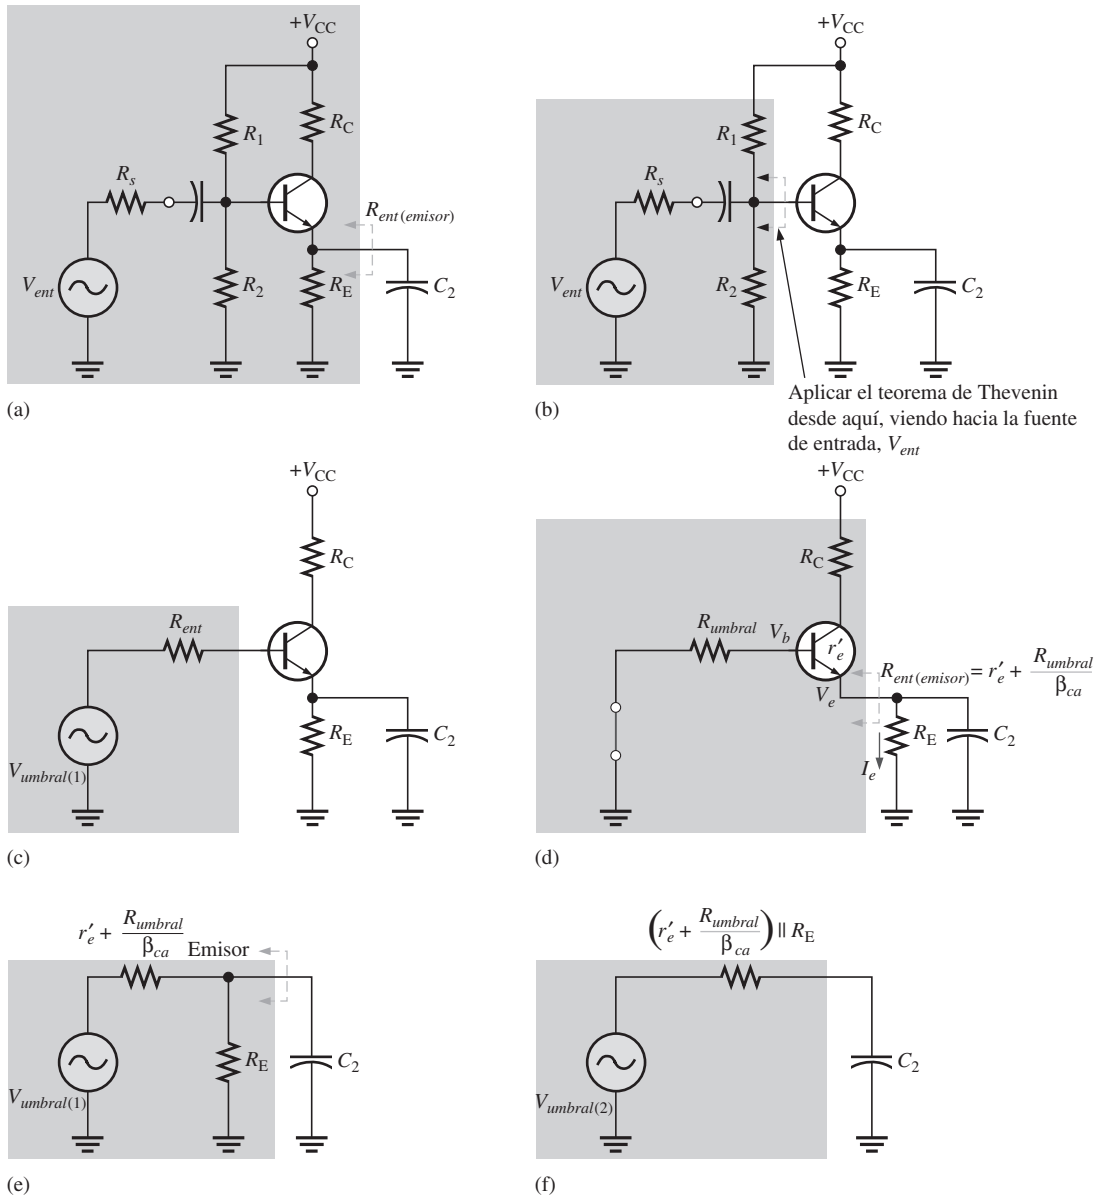 +V_CC
R_1
R_C
R_s
R_ent(emisor)
V_ent
R_2
R_E
C_2
(a)
+V_CC
R_1
R_C
R_s
V_ent
R_2
R_E
C_2
Aplicar el teorema de Thevenin
desde aquí, viendo hacia la fuente
de entrada, V_ent
(b)
+V_CC
R_C
R_ent
R_E
C_2
V_umbral(1)
(c)
+V_CC
R_C
R_umbral
V_b
r'_e
R_ent(emisor) = r'_e + R_umbral / β_ca
V_e
R_E
C_2
I_e
(d)
r'_e + R_umbral / β_ca
Emisor
R_E
C_2
V_umbral(1)
(e)
(r'_e + R_umbral / β_ca) || R_E
C_2
V_umbral(2)
(f)